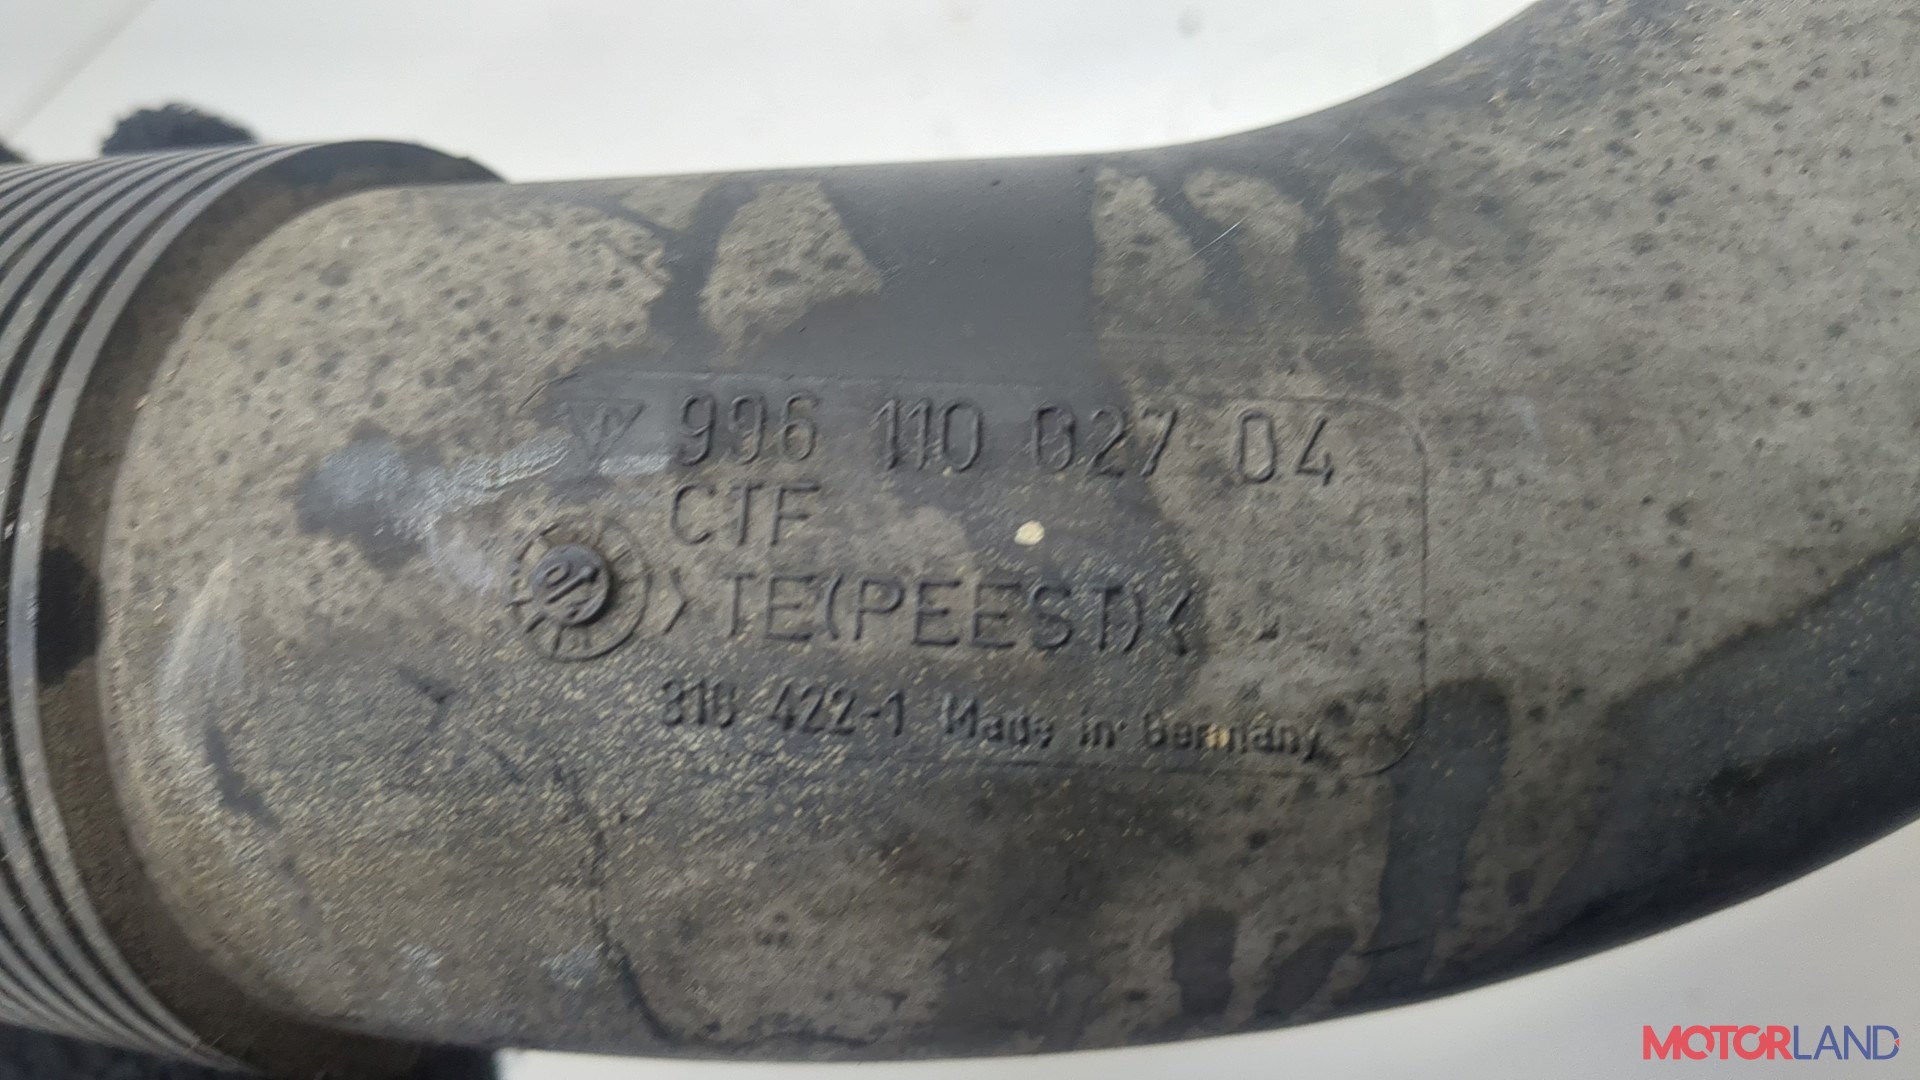 996 110 027 04
CTF
>TE(PEEST)<
316 422-1 Made in Germany
MOTORLAND